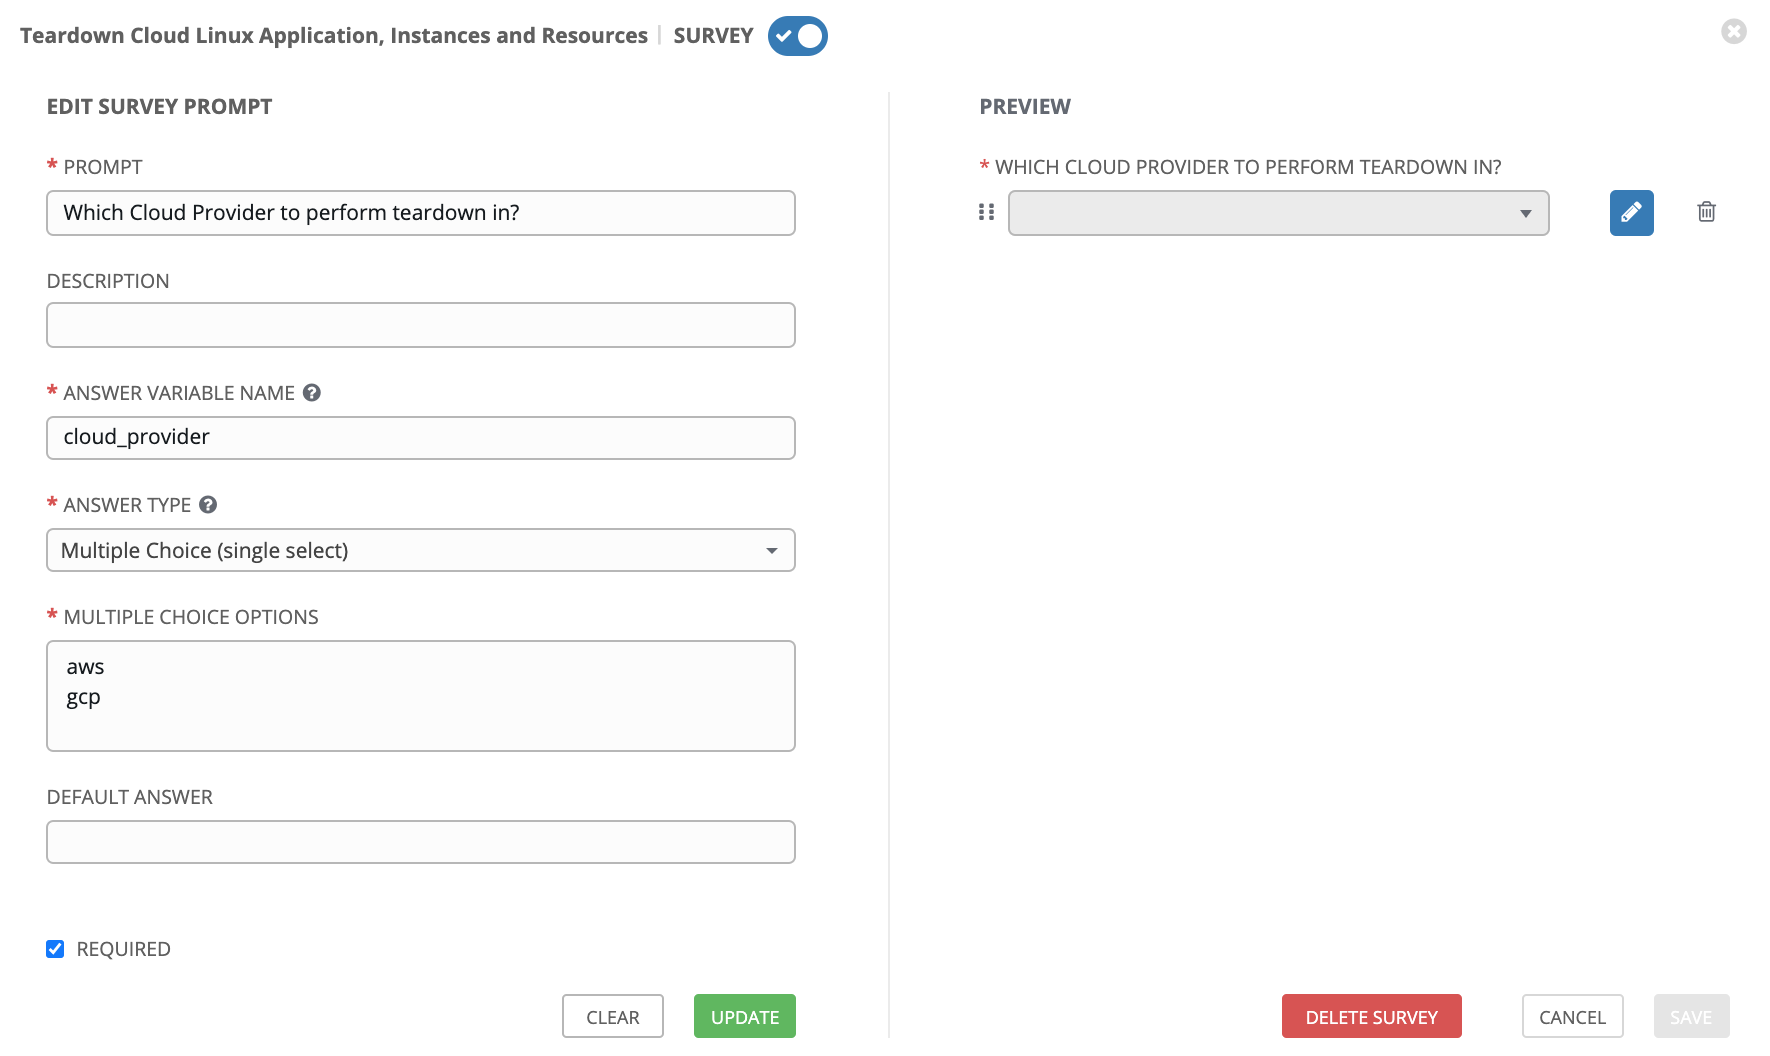 Teardown Cloud Linux Application, Instances and Resources | SURVEY
EDIT SURVEY PROMPT
* PROMPT
Which Cloud Provider to perform teardown in?
DESCRIPTION
* ANSWER VARIABLE NAME ?
cloud_provider
* ANSWER TYPE ?
Multiple Choice (single select)
* MULTIPLE CHOICE OPTIONS
aws
gcp
DEFAULT ANSWER
REQUIRED
CLEAR UPDATE
PREVIEW
* WHICH CLOUD PROVIDER TO PERFORM TEARDOWN IN?
DELETE SURVEY CANCEL SAVE